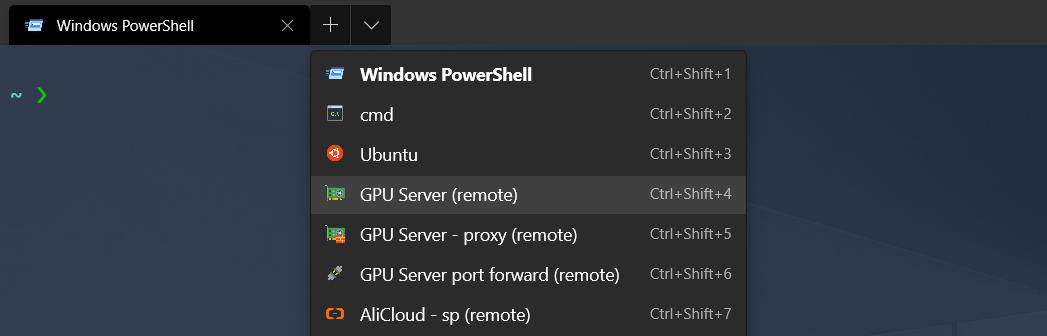 Windows PowerShell
~ ❯
Windows PowerShell Ctrl+Shift+1
cmd Ctrl+Shift+2
Ubuntu Ctrl+Shift+3
GPU Server (remote) Ctrl+Shift+4
GPU Server - proxy (remote) Ctrl+Shift+5
GPU Server port forward (remote) Ctrl+Shift+6
AliCloud - sp (remote) Ctrl+Shift+7